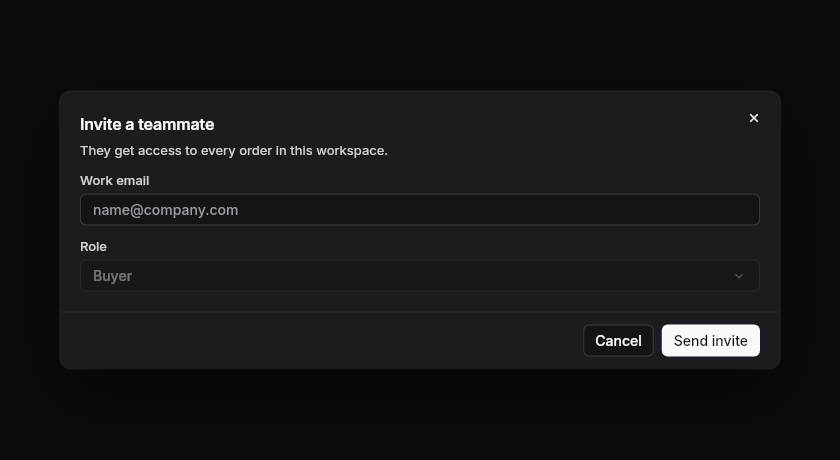 Invite a teammate
They get access to every order in this workspace.
Work email
name@company.com
Role
Buyer
Cancel
Send invite